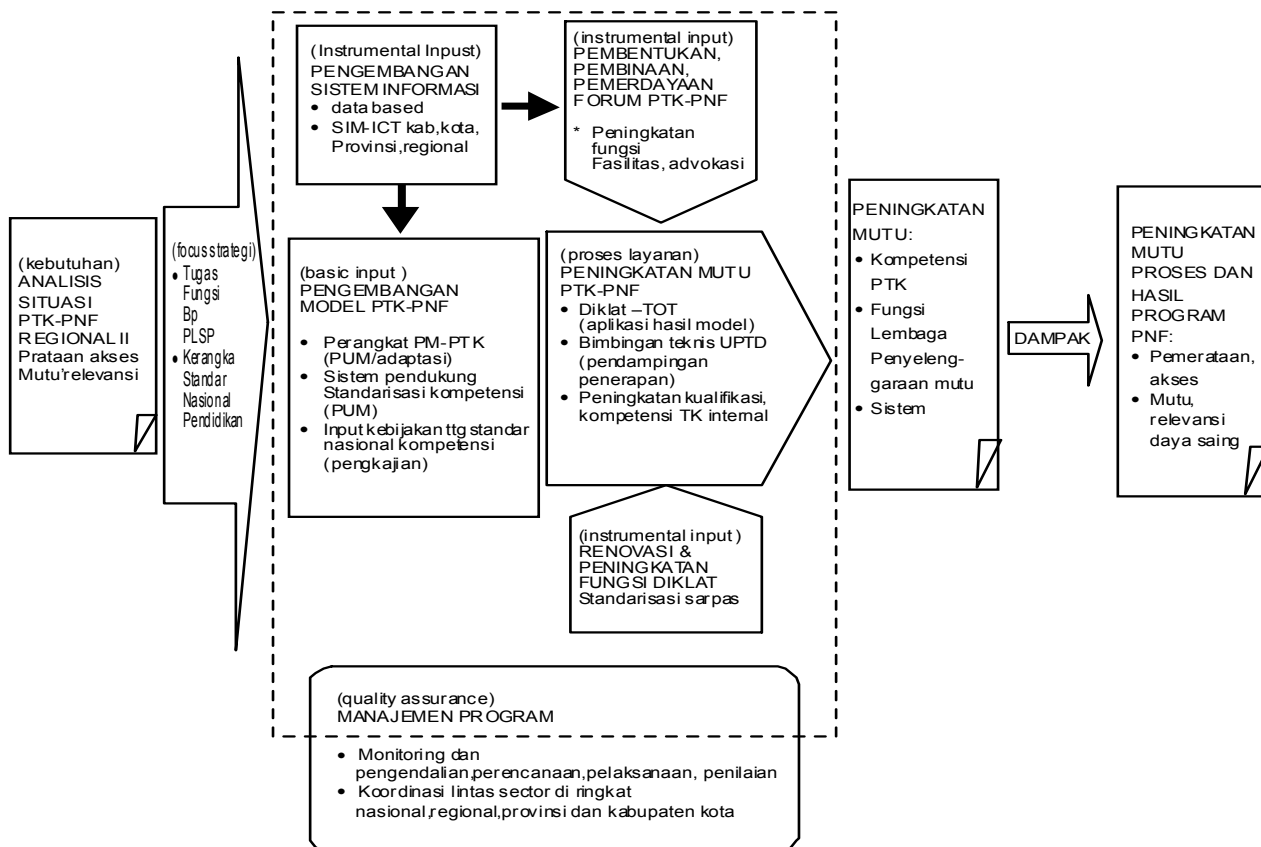 (kebutuhan)
ANALISIS
SITUASI
PTK-PNF
REGIONAL II
Prataan akses
Mutu'relevansi
(focus strategi)
• Tugas
Fungsi
Bp
PLSP
• Kerangka
Standar
Nasional
Pendidikan
(Instrumental Inpust)
PENGEMBANGAN
SISTEM INFORMASI
• data based
• SIM-ICT kab,kota,
Provinsi,regional
(instrumental input)
PEMBENTUKAN,
PEMBINAAN,
PEMERDAYAAN
FORUM PTK-PNF
* Peningkatan
fungsi
Fasilitas, advokasi
(basic input )
PENGEMBANGAN
MODEL PTK-PNF
• Perangkat PM-PTK
(PUM/adaptasi)
• Sistem pendukung
Standarisasi kompetensi
(PUM)
• Input kebijakan ttg standar
nasional kompetensi
(pengkajian)
(proses layanan)
PENINGKATAN MUTU
PTK-PNF
• Diklat –TOT
(aplikasi hasil model)
• Bimbingan teknis UPTD
(pendampingan
penerapan)
• Peningkatan kualifikasi,
kompetensi TK internal
(instrumental input )
RENOVASI &
PENINGKATAN
FUNGSI DIKLAT
Standarisasi sarpas
(quality assurance)
MANAJEMEN PROGRAM
• Monitoring dan
pengendalian,perencanaan,pelaksanaan, penilaian
• Koordinasi lintas sector di ringkat
nasional,regional,provinsi dan kabupaten kota
PENINGKATAN
MUTU:
• Kompetensi
PTK
• Fungsi
Lembaga
Penyeleng-
garaan mutu
• Sistem
DAMPAK
PENINGKATAN
MUTU
PROSES DAN
HASIL
PROGRAM
PNF:
• Pemerataan,
akses
• Mutu,
relevansi
daya saing